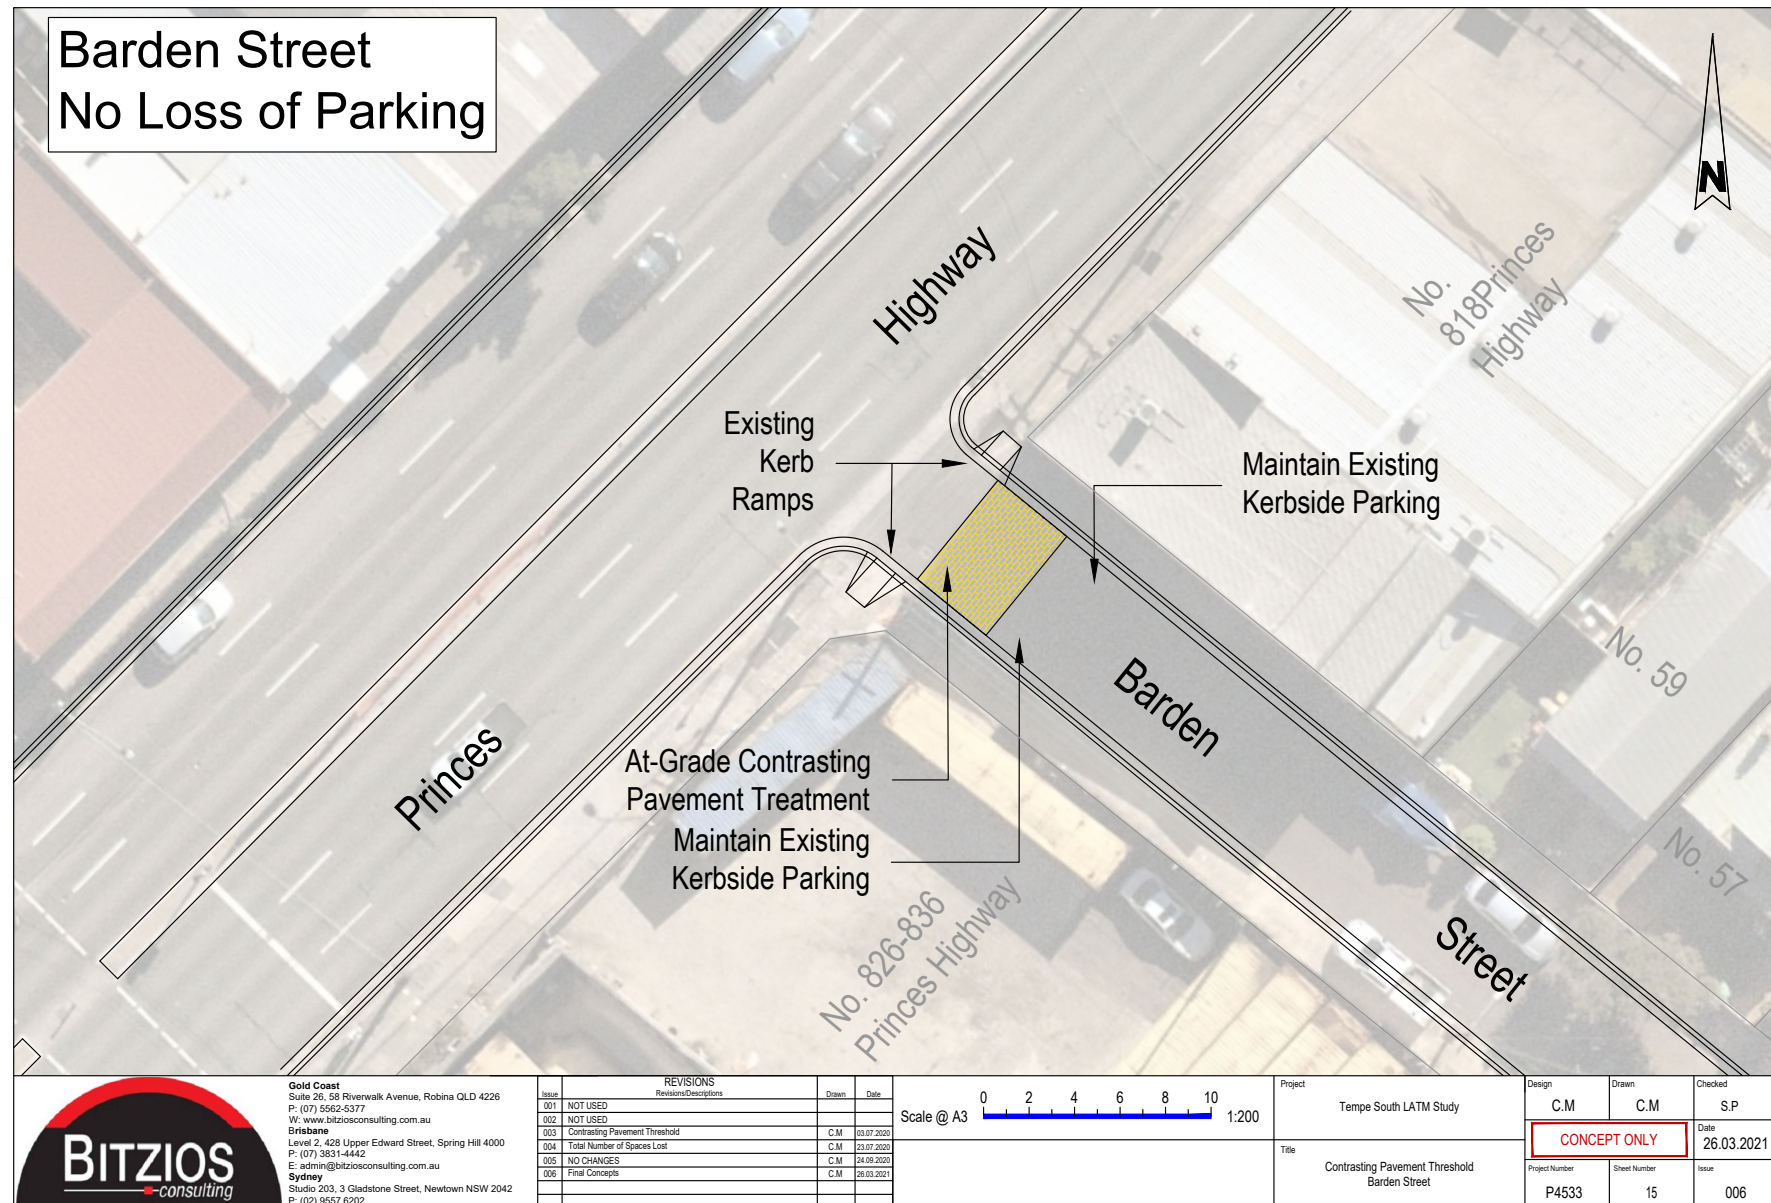 Barden Street
No Loss of Parking
N
Highway
No.
818Princes
Highway
Existing
Kerb
Ramps
Maintain Existing
Kerbside Parking
No. 59
Barden
Princes
At-Grade Contrasting
Pavement Treatment
Maintain Existing
Kerbside Parking
No. 57
No. 826-836
Princes Highway
Street
BITZIOS
consulting
Gold Coast
Suite 26, 58 Riverwalk Avenue, Robina QLD 4226
P: (07) 5562-5377
W: www.bitziosconsulting.com.au
Brisbane
Level 2, 428 Upper Edward Street, Spring Hill 4000
P: (07) 3831-4442
E: admin@bitziosconsulting.com.au
Sydney
Studio 203, 3 Gladstone Street, Newtown NSW 2042
P: (02) 9557 6202
REVISIONS
Issue Revisions/Descriptions Drawn Date
001 NOT USED
002 NOT USED
003 Contrasting Pavement Threshold C.M 03.07.2020
004 Total Number of Spaces Lost C.M 23.07.2020
005 NO CHANGES C.M 24.09.2020
006 Final Concepts C.M 26.03.2021
Scale @ A3 0 2 4 6 8 10 1:200
Project
Tempe South LATM Study
Title
Contrasting Pavement Threshold
Barden Street
Design Drawn Checked
C.M C.M S.P
CONCEPT ONLY
Date
26.03.2021
Project Number Sheet Number Issue
P4533 15 006